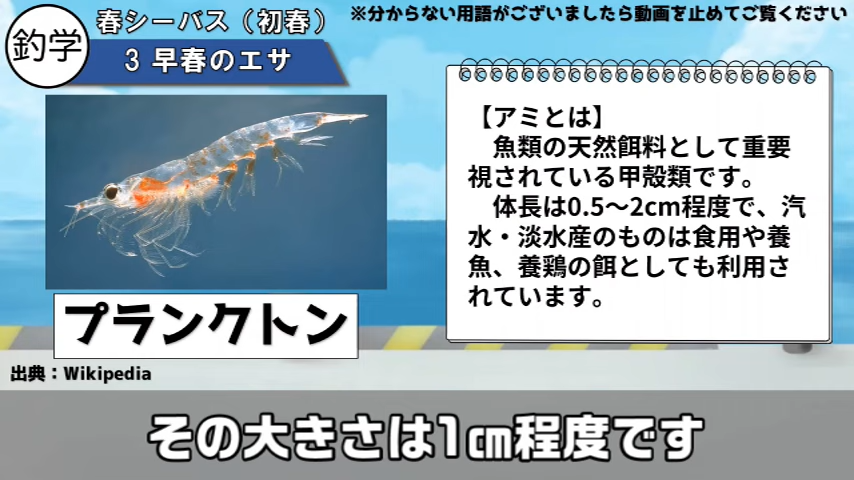 釣学
春シーバス（初春）
※分からない用語がございましたら動画を止めてご覧ください
3 早春のエサ
【アミとは】
　魚類の天然餌料として重要
視されている甲殻類です。
　体長は0.5～2cm程度で、汽
水・淡水産のものは食用や養
魚、養鶏の餌としても利用さ
れています。
プランクトン
出典：Wikipedia
その大きさは1㎝程度です